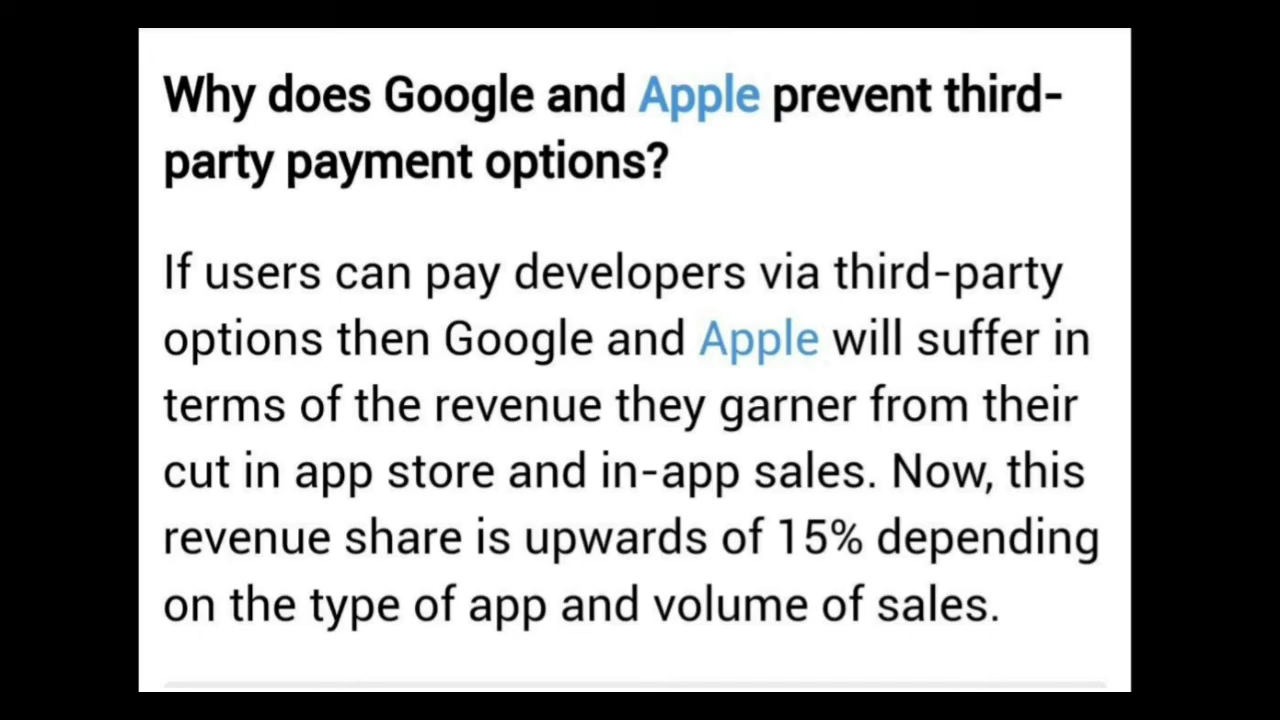 Why does Google and Apple prevent third-
party payment options?
If users can pay developers via third-party
options then Google and Apple will suffer in
terms of the revenue they garner from their
cut in app store and in-app sales. Now, this
revenue share is upwards of 15% depending
on the type of app and volume of sales.